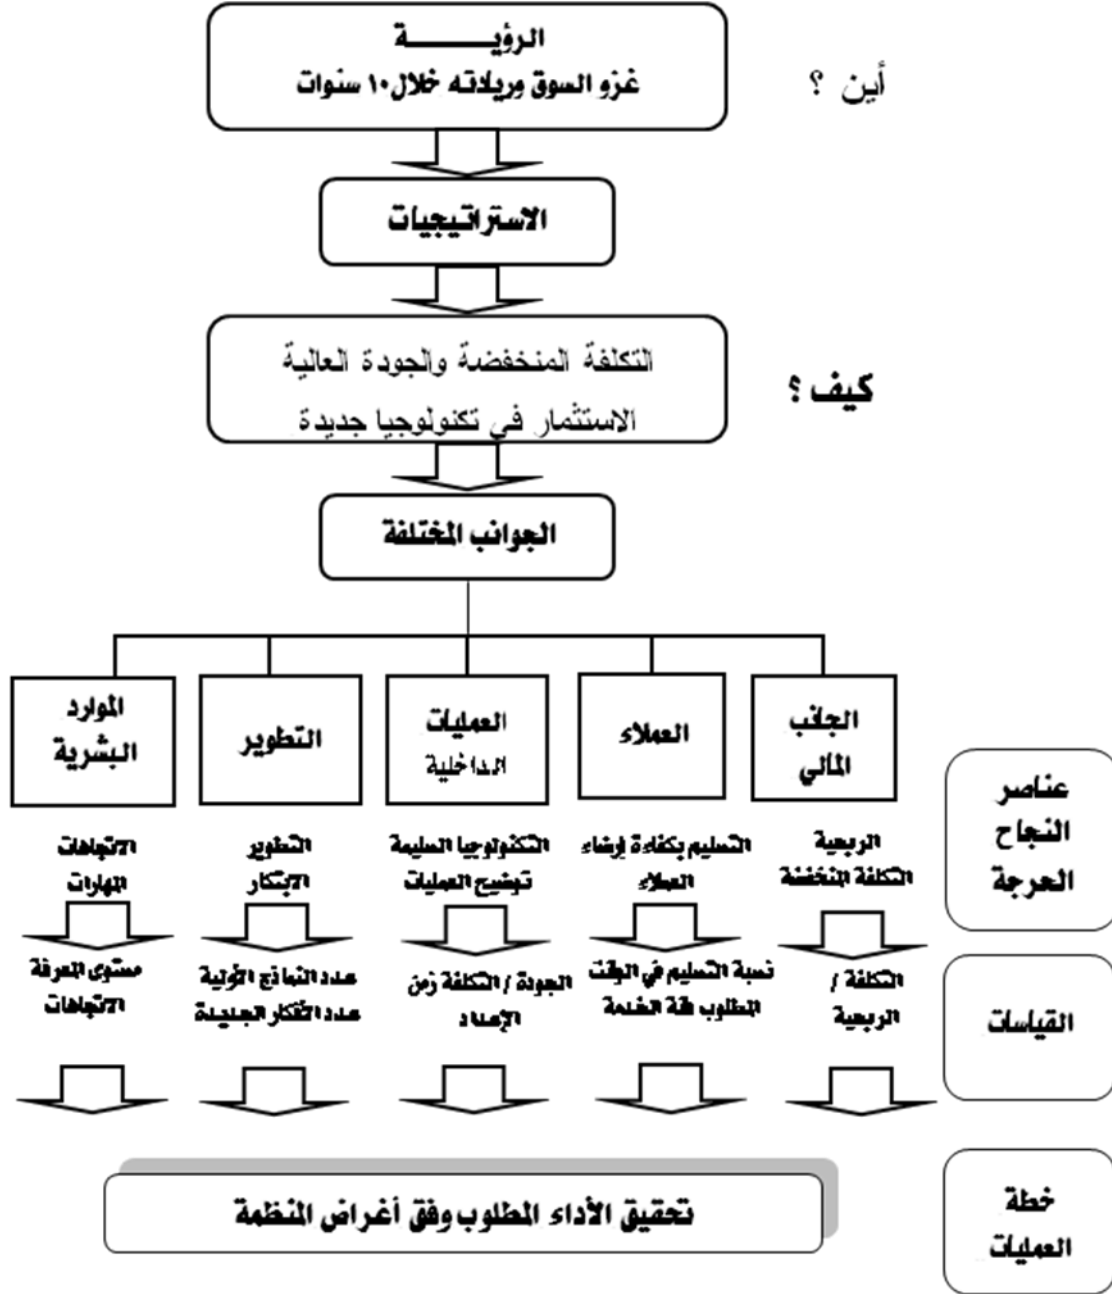 الرؤيـــــــة
غزو السوق وريادته خلال ١٠ سنوات
أين ؟
الاستراتيجيات
التكلفة المنخفضة والجودة العالية
الاستثمار في تكنولوجيا جديدة
كيف ؟
الجوانب المختلفة
الجانب
المالي
العملاء
العمليات
الداخلية
التطوير
الموارد
البشرية
عناصر
النجاح
الحرجة
الربحية
التكلفة المنخفضة
التسليم بكفاءة إرضاء
العملاء
التكنولوجيا السليمة
توضيح العمليات
التطوير
الابتكار
الاتجاهات
المهارات
القياسات
التكلفة /
الربحية
نسبة التسليم في الوقت
المطلوب دقة الخدمة
الجودة / التكلفة زمن
الإعداد
عدد النماذج الأولية
عدد الأفكار الجديدة
مستوى المعرفة
الاتجاهات
خطة
العمليات
تحقيق الأداء المطلوب وفق أغراض المنظمة